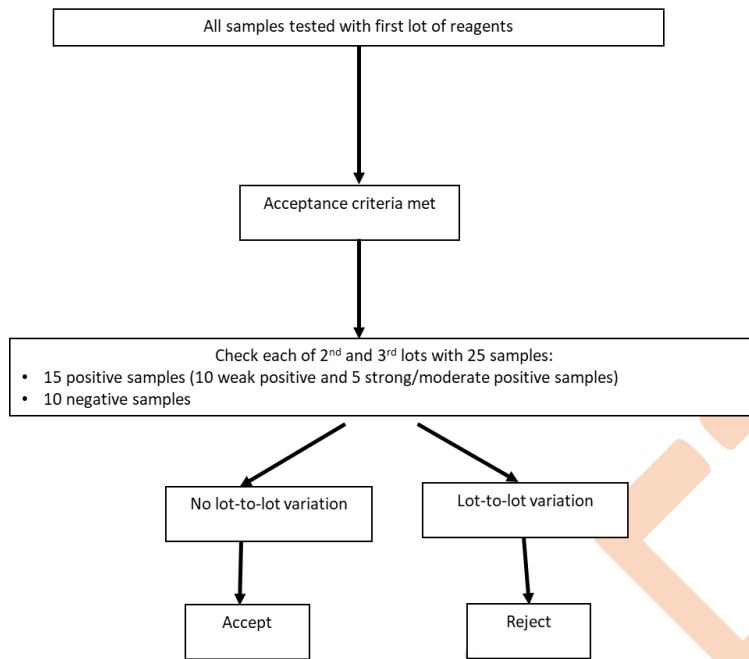 All samples tested with first lot of reagents
Acceptance criteria met
Check each of 2nd and 3rd lots with 25 samples:
• 15 positive samples (10 weak positive and 5 strong/moderate positive samples)
• 10 negative samples
No lot-to-lot variation
Lot-to-lot variation
Accept
Reject